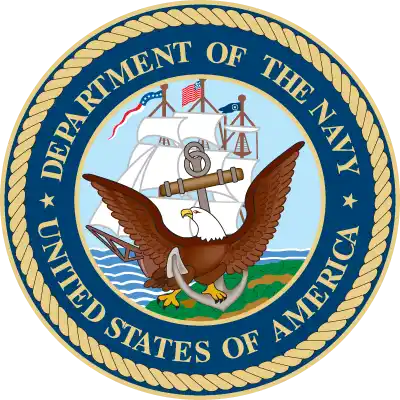 DEPARTMENT OF THE NAVY
UNITED STATES OF AMERICA